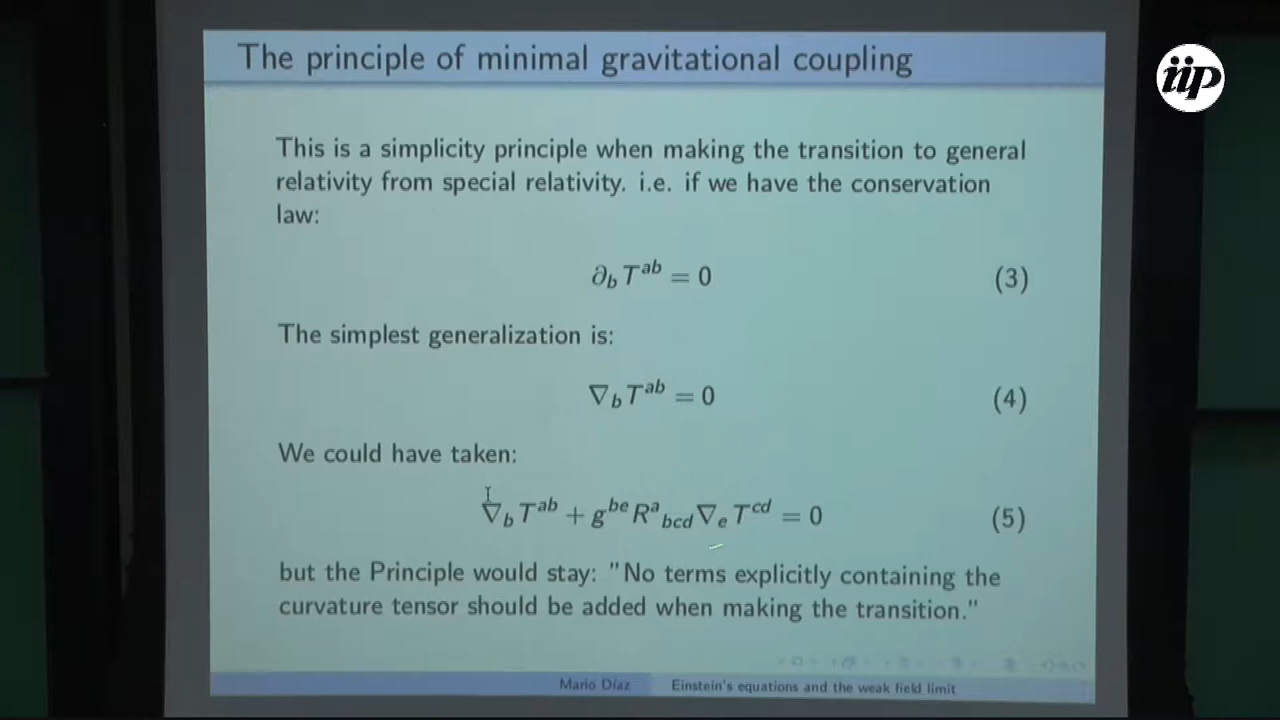 The principle of minimal gravitational coupling
iip
This is a simplicity principle when making the transition to general
relativity from special relativity. i.e. if we have the conservation
law:
∂_b T^{ab} = 0 (3)
The simplest generalization is:
∇_b T^{ab} = 0 (4)
We could have taken:
∇_b T^{ab} + g^{be} R^a_{bcd} ∇_e T^{cd} = 0 (5)
but the Principle would stay: "No terms explicitly containing the
curvature tensor should be added when making the transition."
Mario Díaz Einstein's equations and the weak field limit